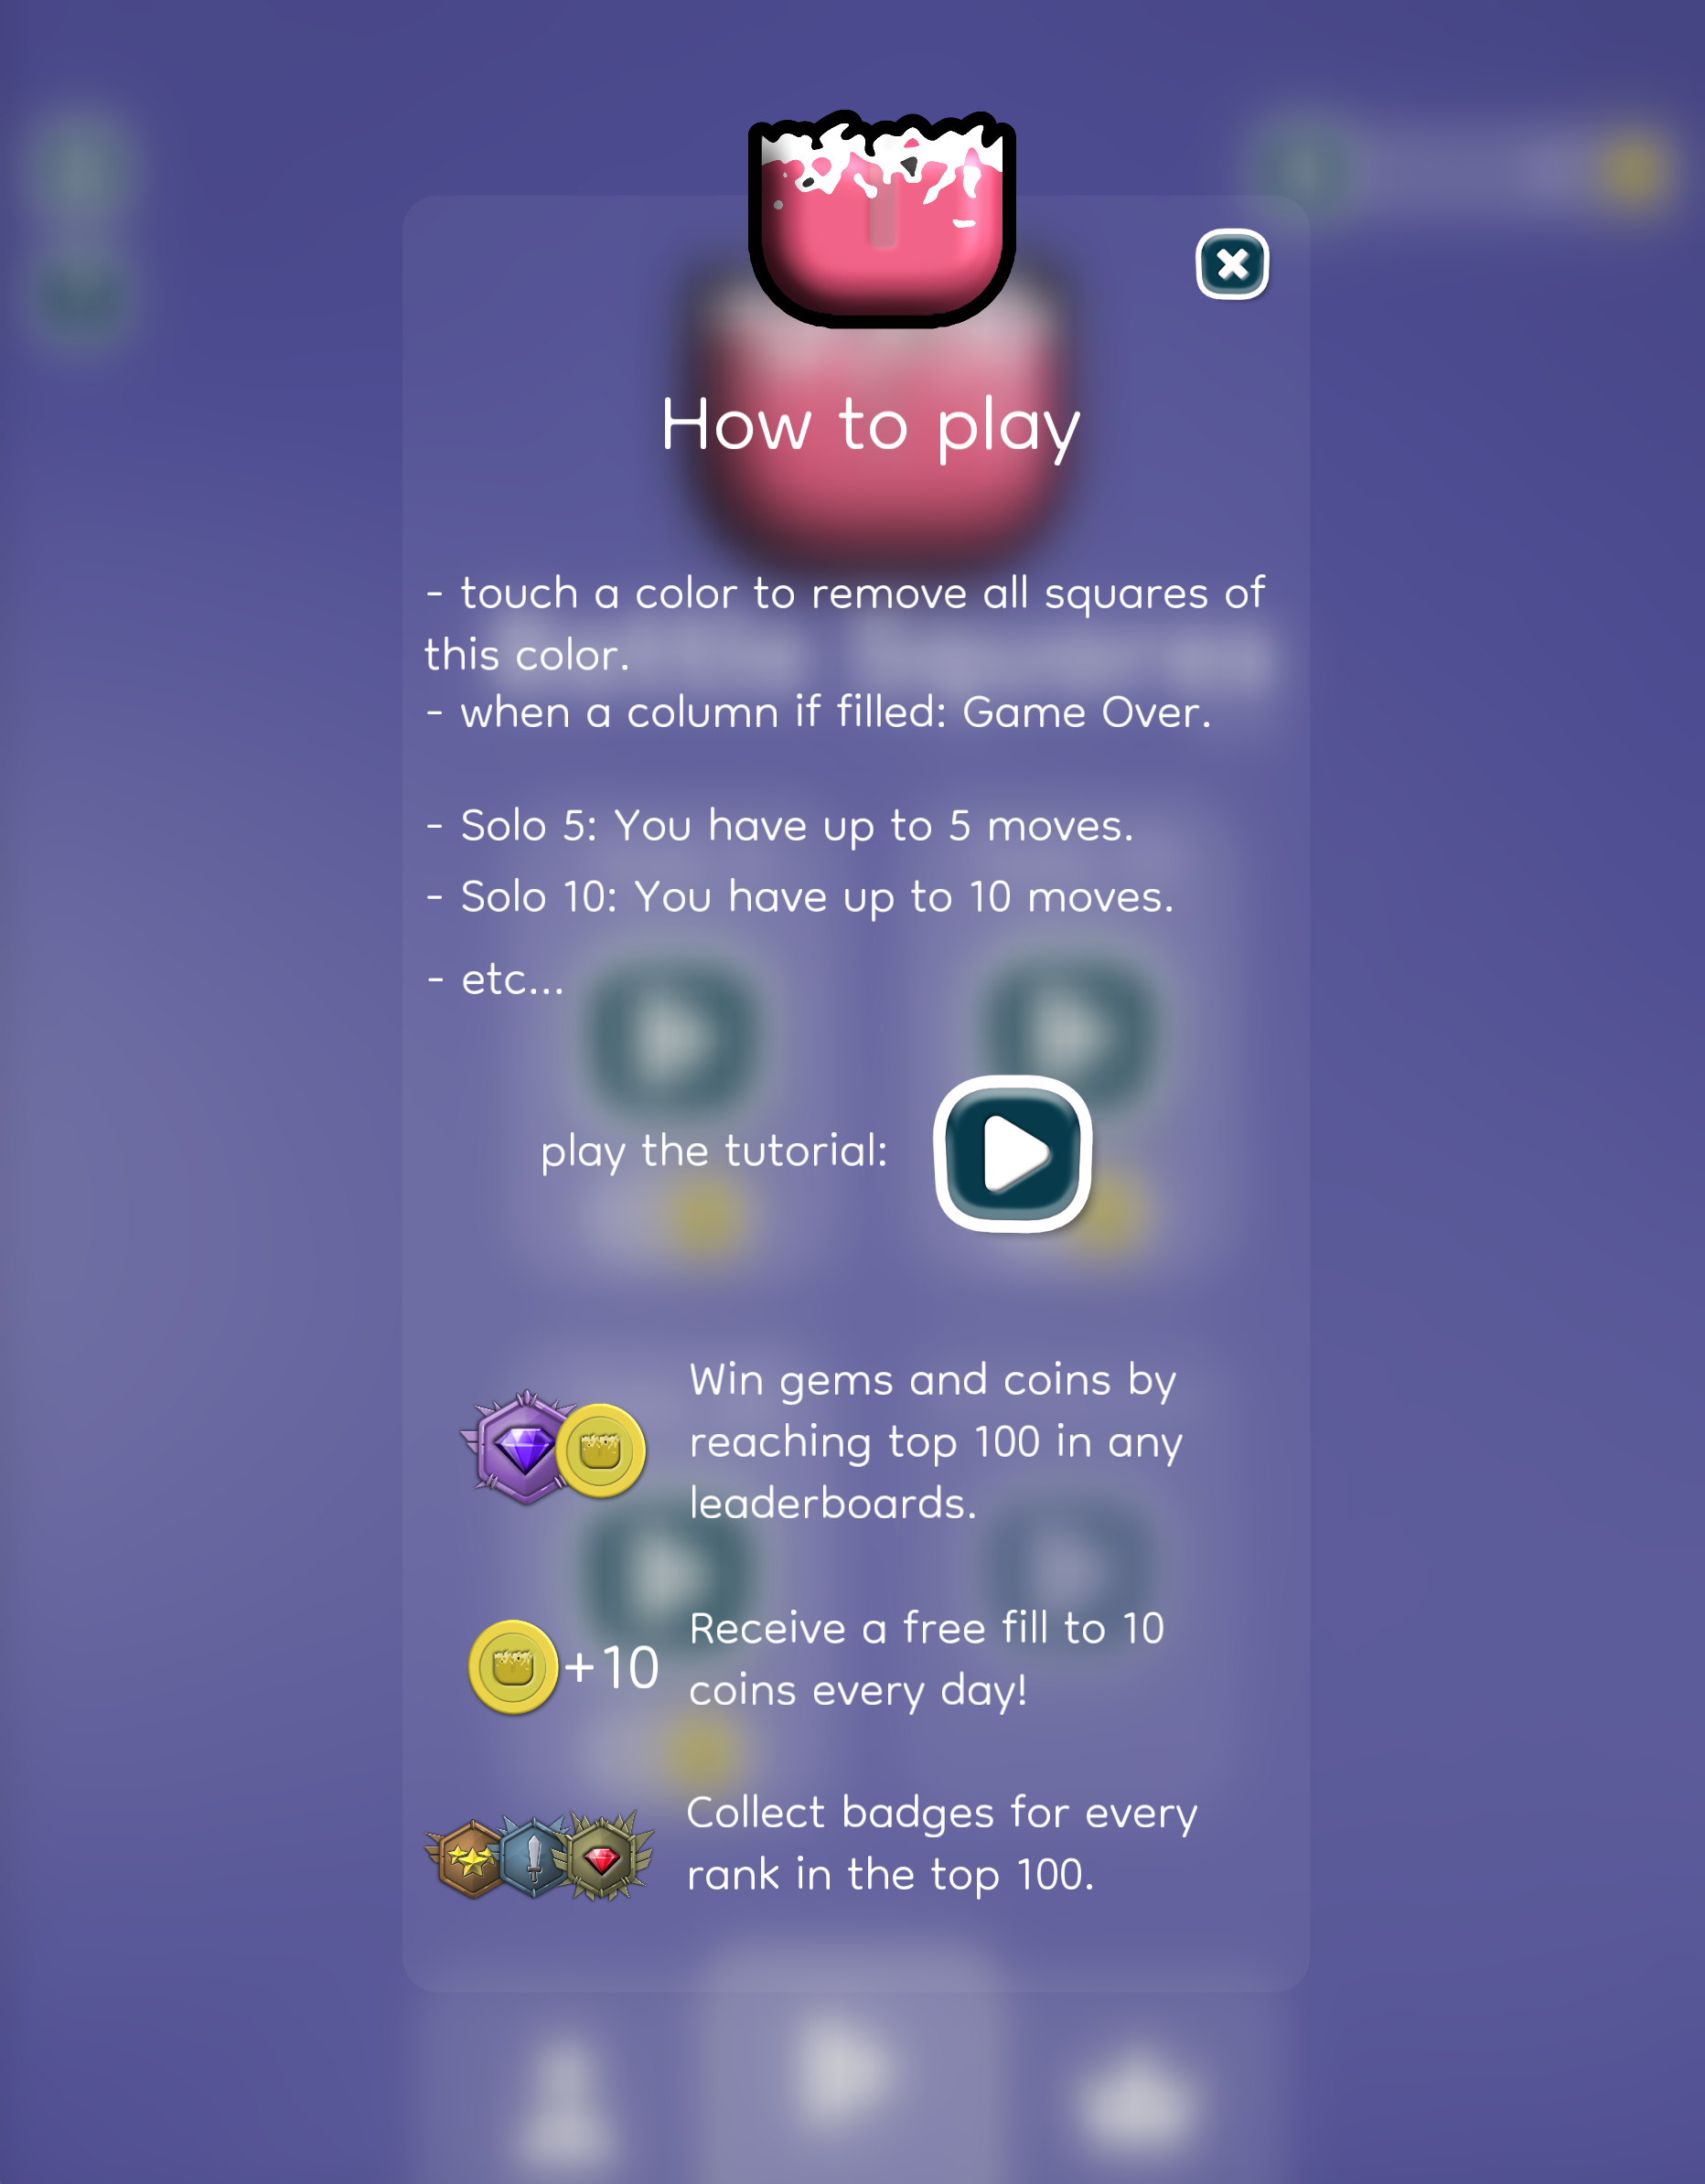 How to play
- touch a color to remove all squares of
this color.
- when a column if filled: Game Over.
- Solo 5: You have up to 5 moves.
- Solo 10: You have up to 10 moves.
- etc...
play the tutorial:
Win gems and coins by
reaching top 100 in any
leaderboards.
+10
Receive a free fill to 10
coins every day!
Collect badges for every
rank in the top 100.